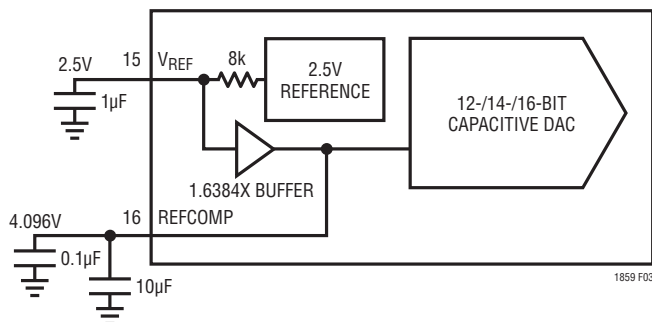 2.5V
15
VREF
8k
2.5V
REFERENCE
1µF
12-/14-/16-BIT
CAPACITIVE DAC
1.6384X BUFFER
16
REFCOMP
4.096V
0.1µF
10µF
1859 F03